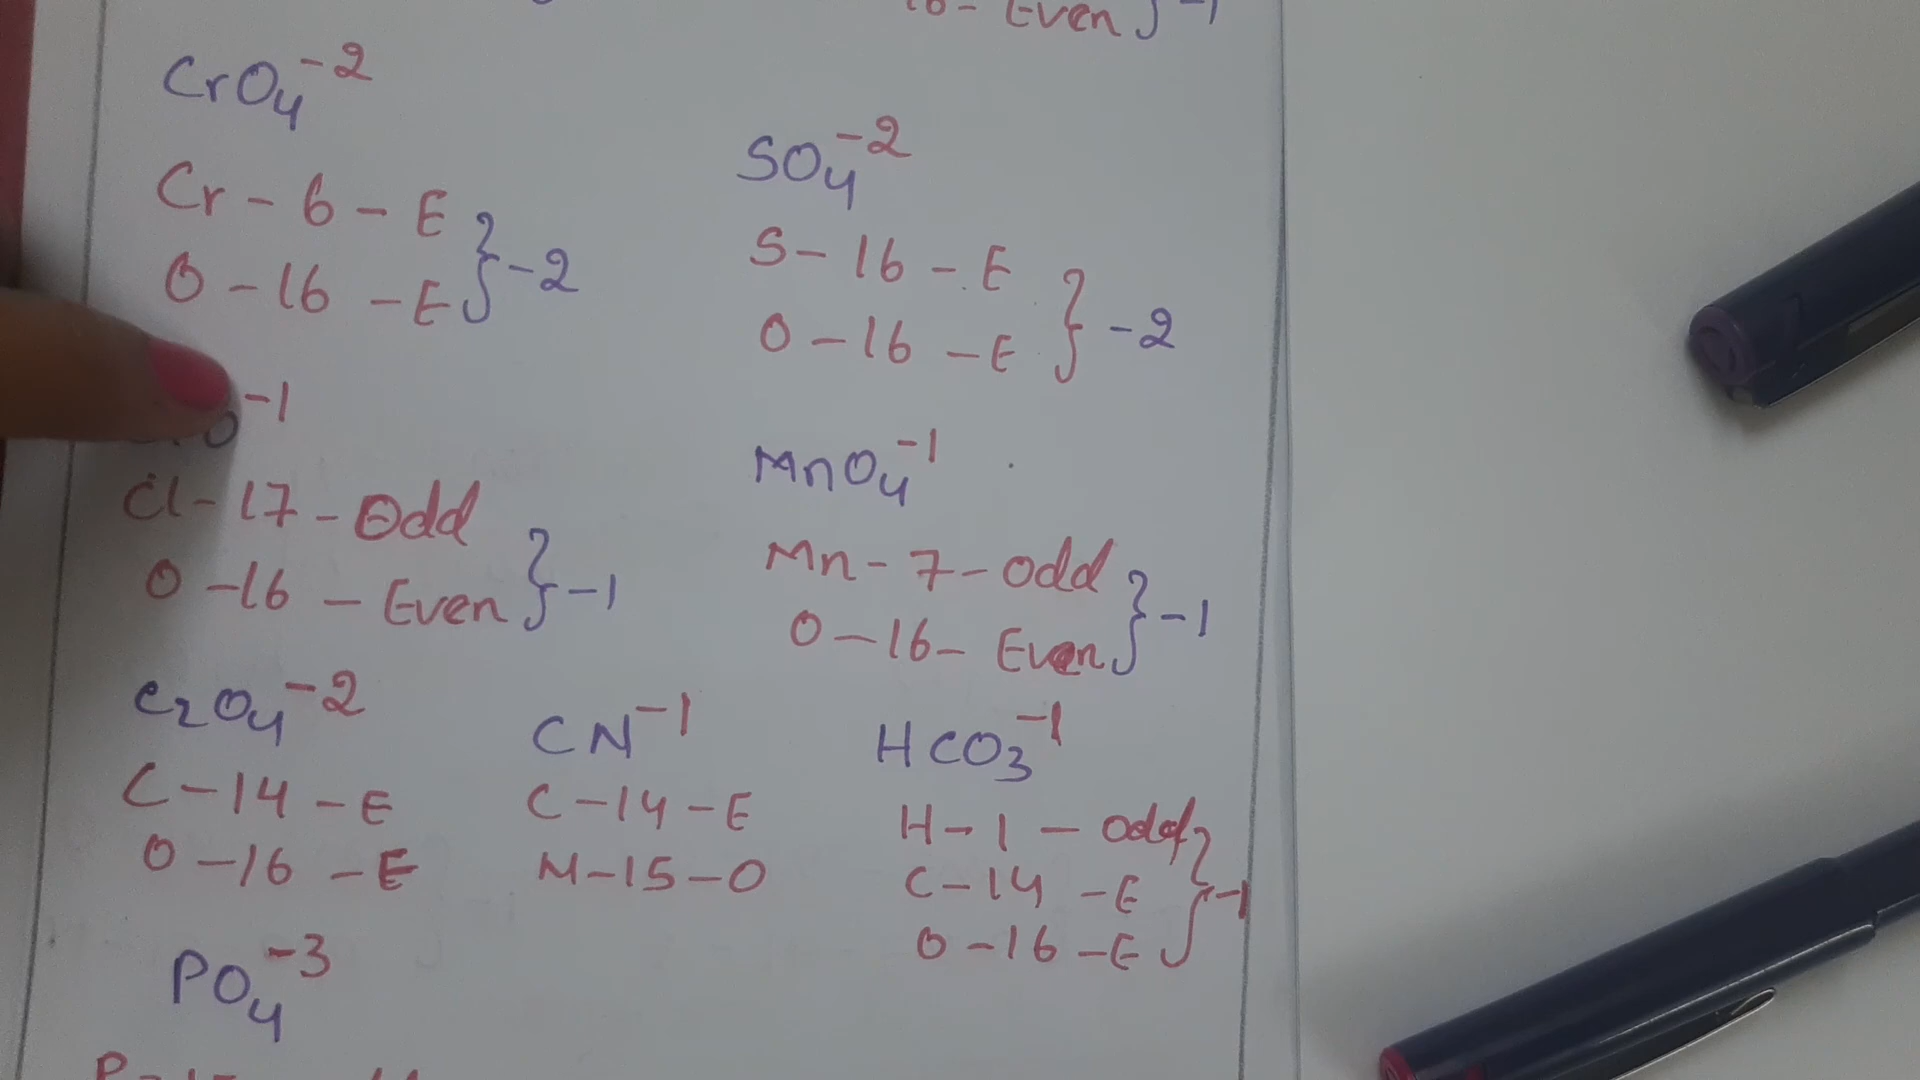 16 - Even } -1
CrO4 -2
Cr - 6 - E
O - 16 - E } -2
SO4 -2
S - 16 - E
O - 16 - E } -2
-1
Cl - 17 - Odd
O - 16 - Even } -1
MnO4 -1
Mn - 7 - odd
O - 16 - Even } -1
C2O4 -2
C - 14 - E
O - 16 - E
CN -1
C - 14 - E
N - 15 - O
HCO3 -1
H - 1 - odd
C - 14 - E
O - 16 - E } -1
PO4 -3